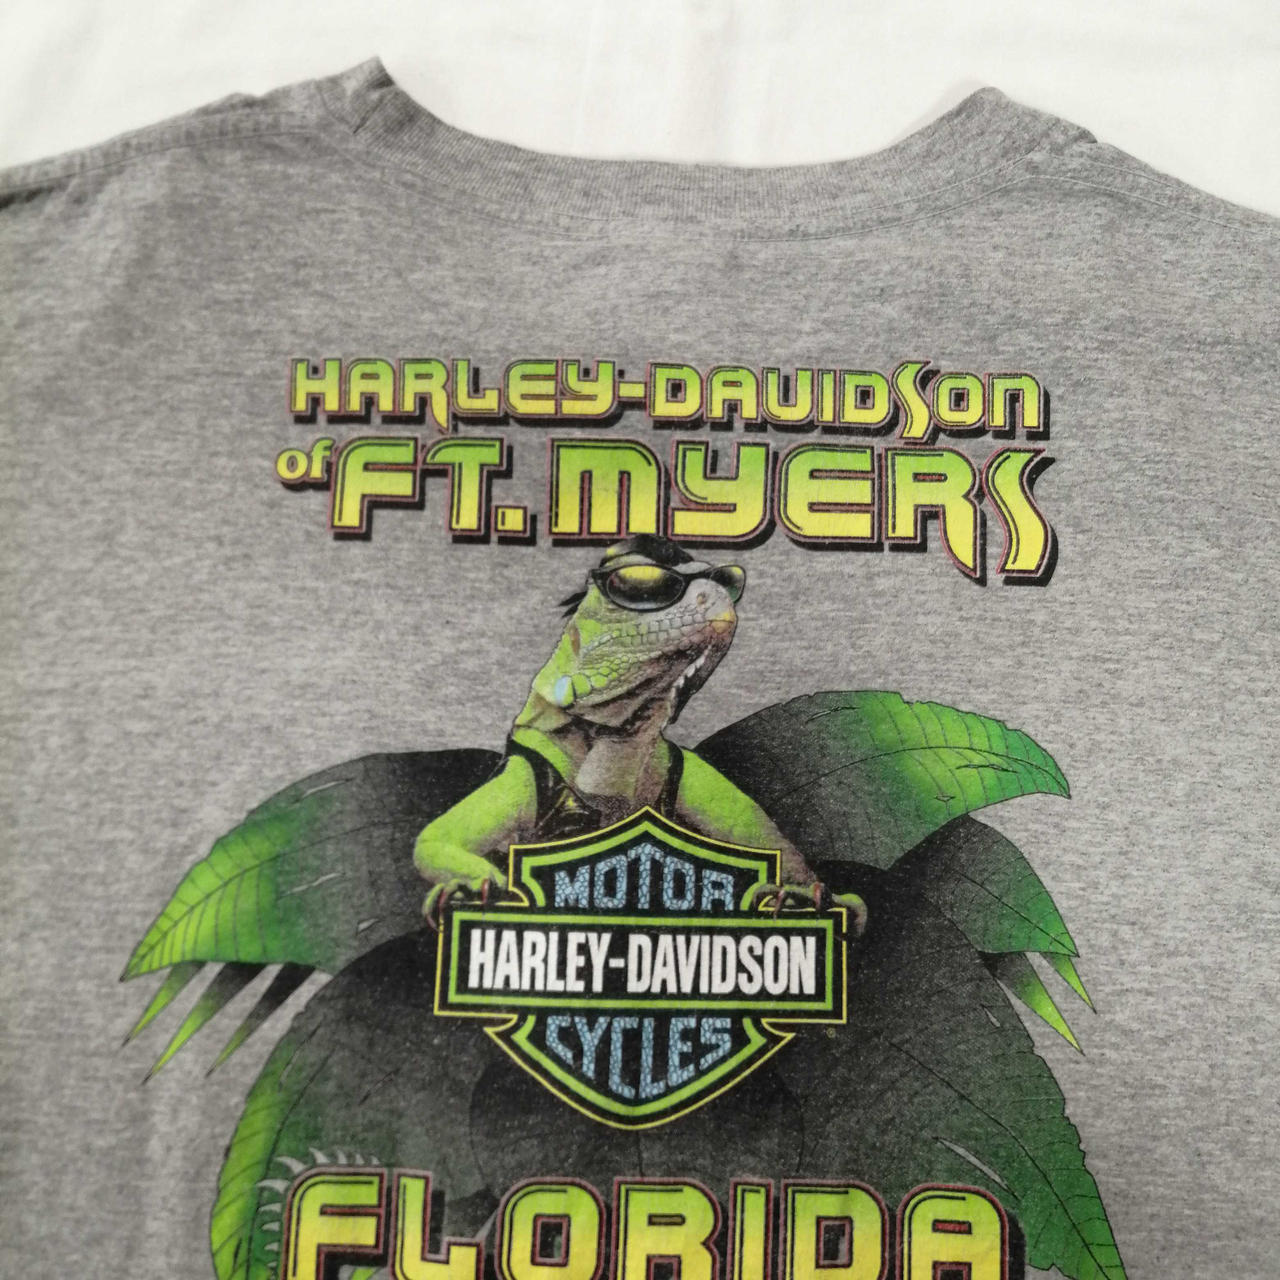 HARLEY-DAVIDSON
of FT. MYERS
MOTOR
HARLEY-DAVIDSON
CYCLES
®
FLORIDA